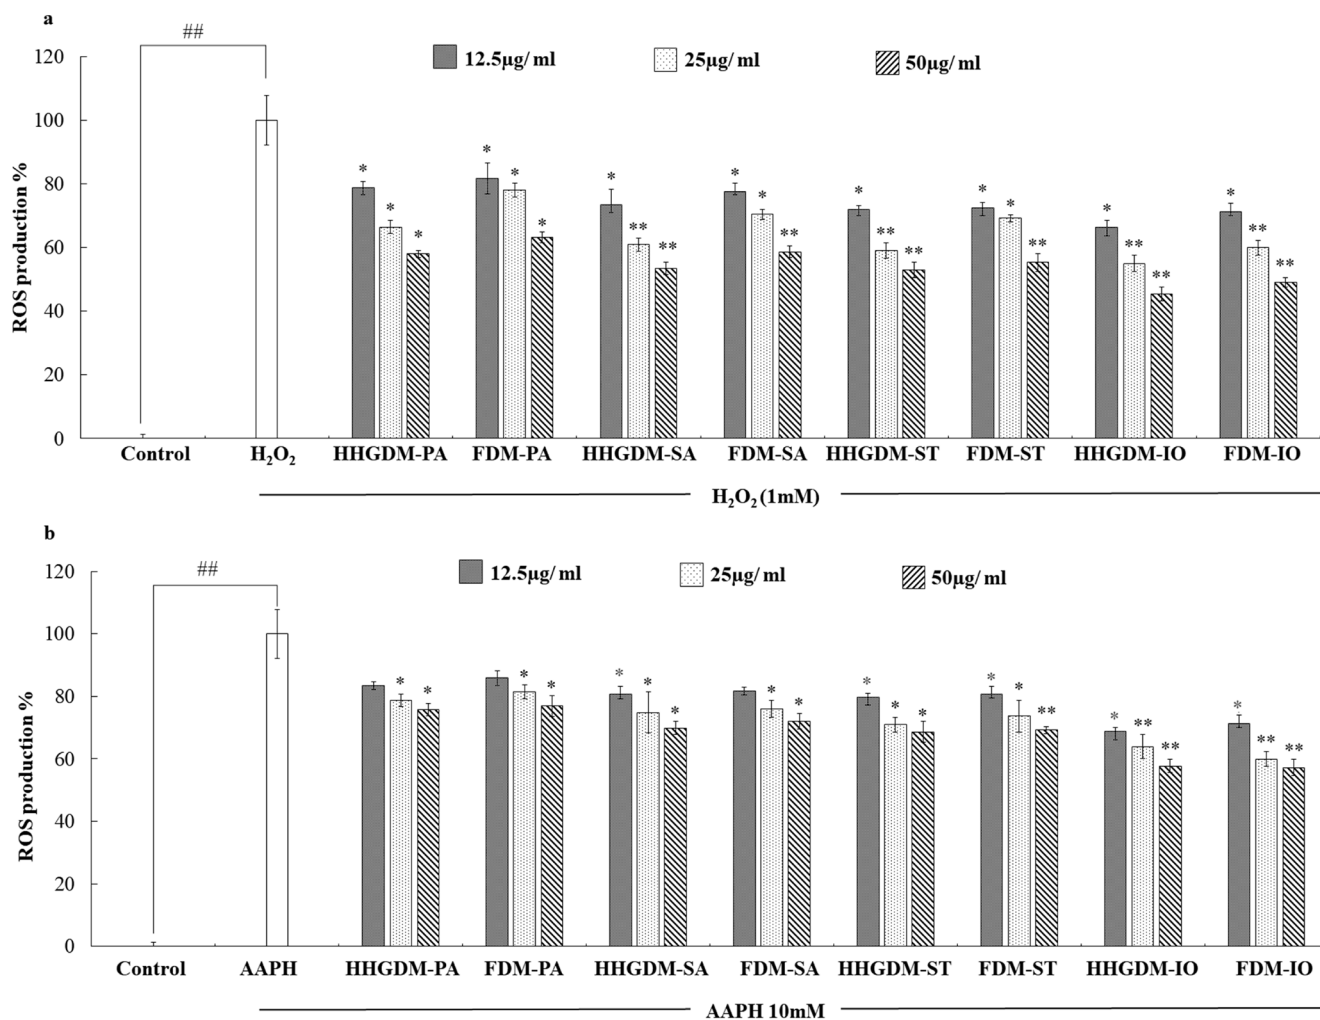 a
##
12.5μg/ ml 25μg/ ml 50μg/ ml
120
100
80
60
40
20
0
ROS production %
* * * * * * * ** ** * * ** * ** ** * * ** * ** ** * ** **
Control H₂O₂ HHGDM-PA FDM-PA HHGDM-SA FDM-SA HHGDM-ST FDM-ST HHGDM-IO FDM-IO
H₂O₂ (1mM)
b
##
12.5μg/ ml 25μg/ ml 50μg/ ml
120
100
80
60
40
20
0
ROS production %
* * * * * * * * * * * * * * ** * ** ** * ** **
Control AAPH HHGDM-PA FDM-PA HHGDM-SA FDM-SA HHGDM-ST FDM-ST HHGDM-IO FDM-IO
AAPH 10mM